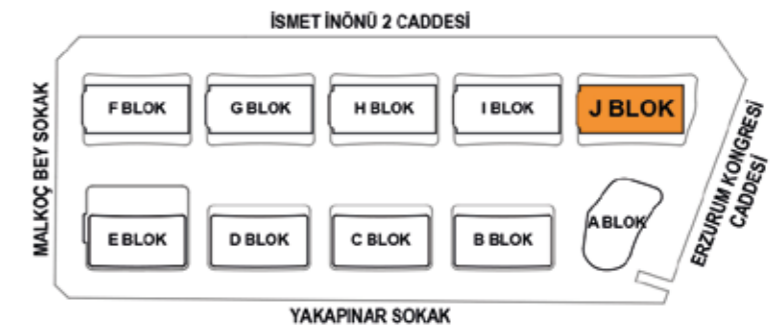 İSMET İNÖNÜ 2 CADDESİ
MALKOÇ BEY SOKAK
F BLOK
G BLOK
H BLOK
I BLOK
J BLOK
ERZURUM KONGRESİ
CADDESİ
E BLOK
D BLOK
C BLOK
B BLOK
A BLOK
YAKAPINAR SOKAK